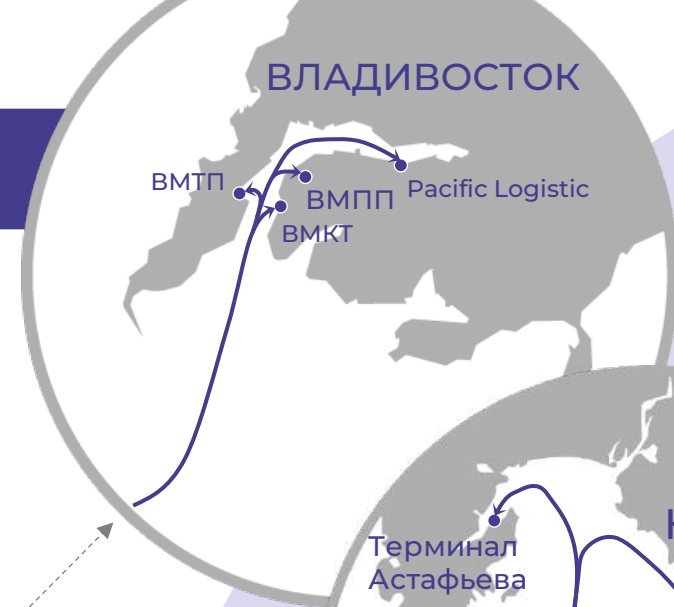 ВЛАДИВОСТОК
ВМТП
ВМПП
Pacific Logistic
ВМКТ
Терминал
Астафьева